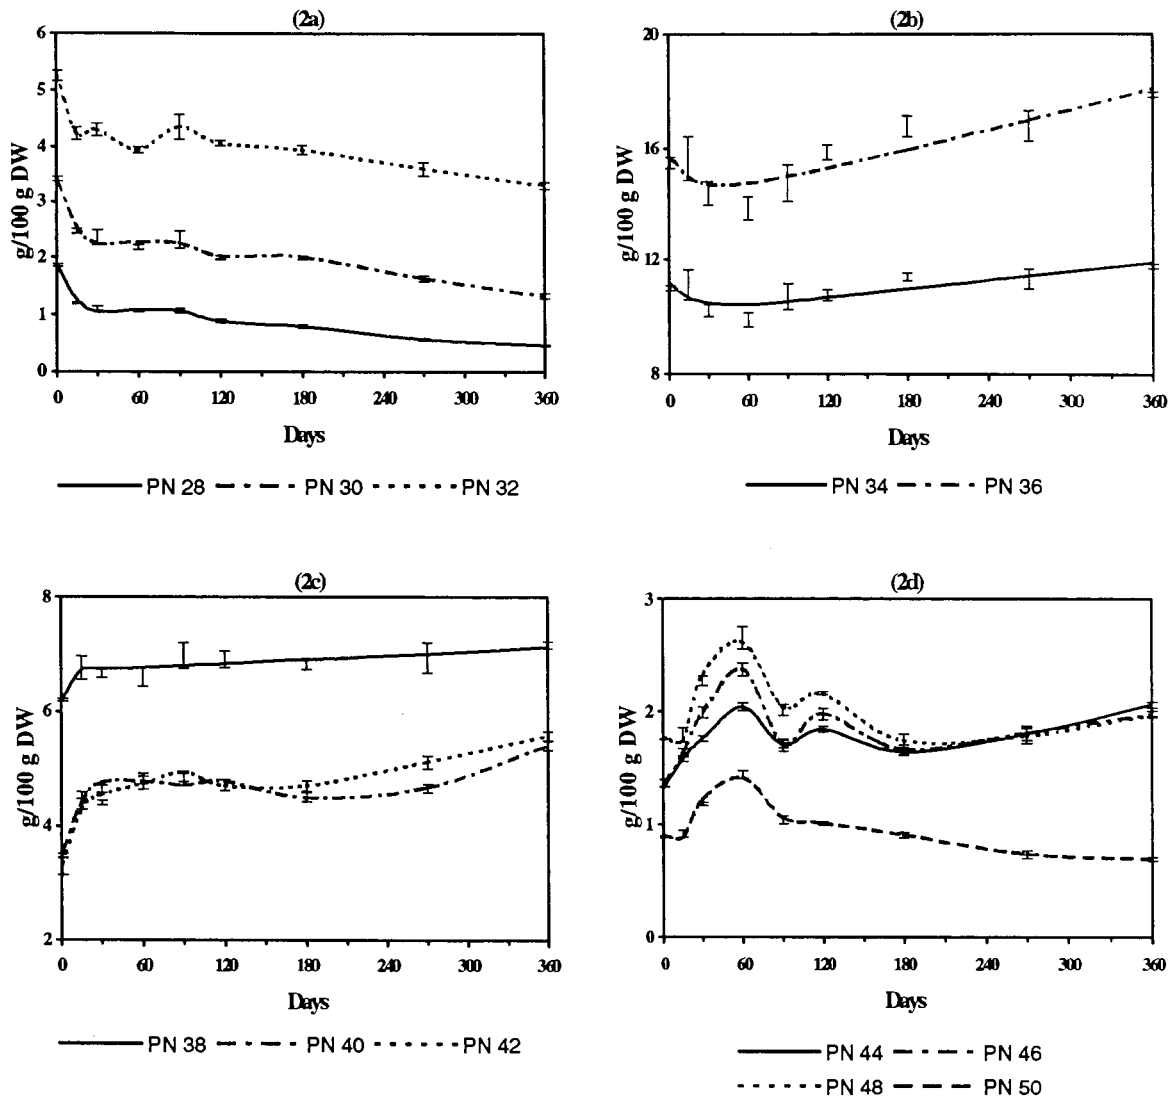 (2a)
6
5
4
3
2
1
0
g/100 g DW
0 60 120 180 240 300 360
Days
PN 28 PN 30 PN 32
(2b)
20
16
12
8
g/100 g DW
0 60 120 180 240 300 360
Days
PN 34 PN 36
(2c)
8
6
4
2
g/100 g DW
0 60 120 180 240 300 360
Days
PN 38 PN 40 PN 42
(2d)
3
2
1
0
g/100 g DW
0 60 120 180 240 300 360
Days
PN 44 PN 46
PN 48 PN 50